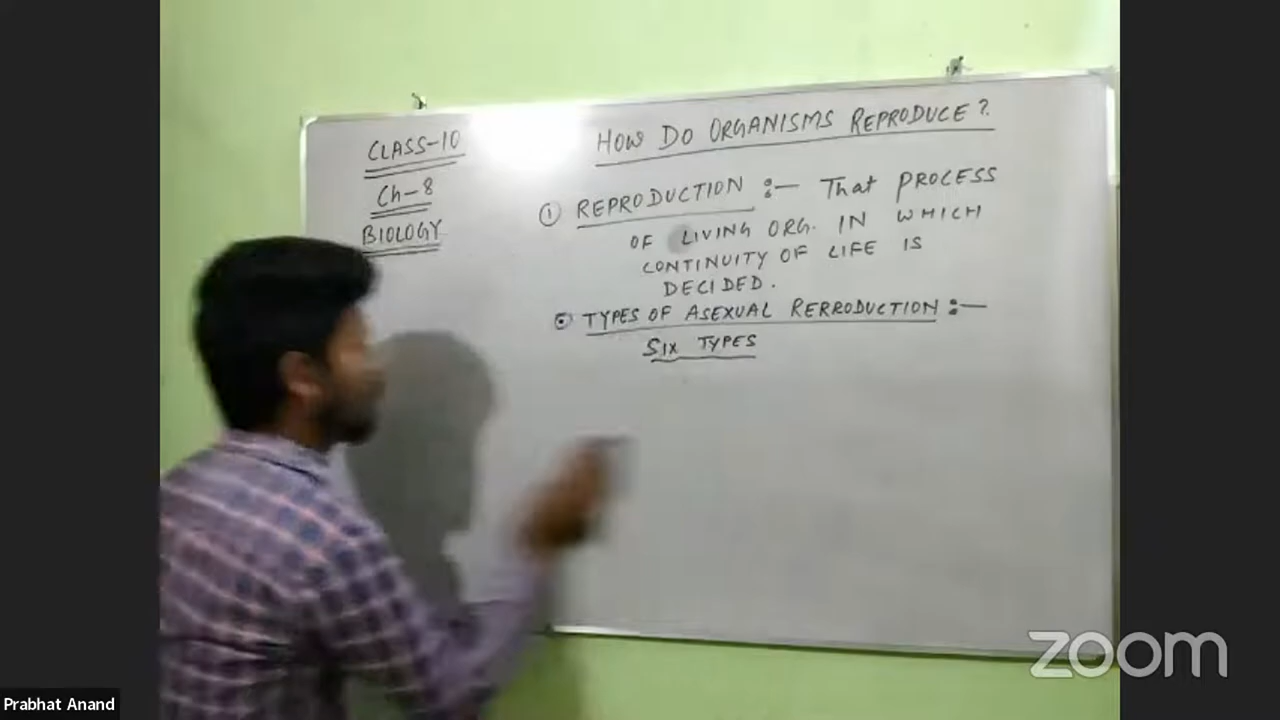 CLASS-10
Ch-8
BIOLOGY
HOW DO ORGANISMS REPRODUCE?
① REPRODUCTION :- That PROCESS
OF LIVING ORG. IN WHICH
CONTINUITY OF LIFE IS
DECIDED.
TYPES OF ASEXUAL RERRODUCTION :-
SIX TYPES
zoom
Prabhat Anand